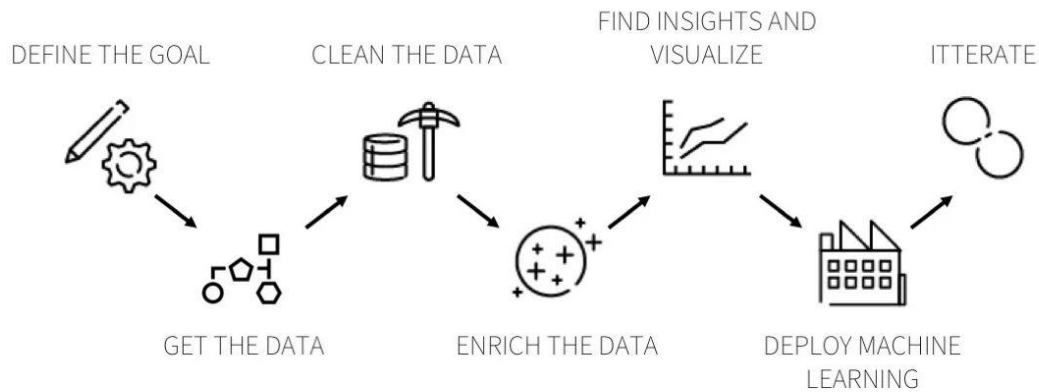 DEFINE THE GOAL
GET THE DATA
CLEAN THE DATA
ENRICH THE DATA
FIND INSIGHTS AND
VISUALIZE
DEPLOY MACHINE
LEARNING
ITTERATE